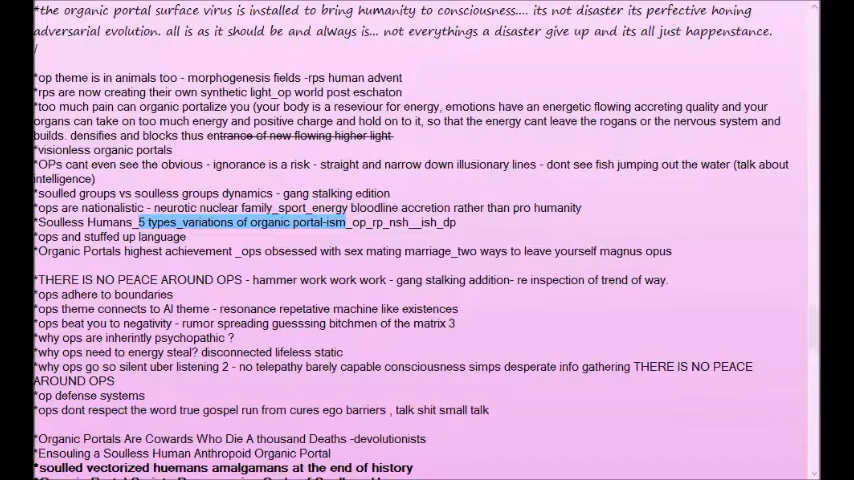 *the organic portal surface virus is installed to bring humanity to consciousness.... its not disaster its perfective honing
adversarial evolution. all is as it should be and always is... not everythings a disaster give up and its all just happenstance.
/
*op theme is in animals too - morphogenesis fields -rps human advent
*rps are now creating their own synthetic light_op world post eschaton
*too much pain can organic portalize you (your body is a reseviour for energy, emotions have an energetic flowing accreting quality and your
organs can take on too much energy and positive charge and hold on to it, so that the energy cant leave the rogans or the nervous system and
builds. densifies and blocks thus entrance of new flowing higher light
*visionless organic portals
*OPs cant even see the obvious - ignorance is a risk - straight and narrow down illusionary lines - dont see fish jumping out the water (talk about
intelligence)
*soulled groups vs soulless groups dynamics - gang stalking edition
*ops are nationalistic - neurotic nuclear family_sport_energy bloodline accretion rather than pro humanity
*Soulless Humans_5 types_variations of organic portal-ism_op_rp_nsh__ish_dp
*ops and stuffed up language
*Organic Portals highest achievement _ops obsessed with sex mating marriage_two ways to leave yourself magnus opus
*THERE IS NO PEACE AROUND OPS - hammer work work work - gang stalking addition- re inspection of trend of way.
*ops adhere to boundaries
*ops theme connects to AI theme - resonance repetative machine like existences
*ops beat you to negativity - rumor spreading guesssing bitchmen of the matrix 3
*why ops are inherintly psychopathic ?
*why ops need to energy steal? disconnected lifeless static
*why ops go so silent uber listening 2 - no telepathy barely capable consciousness simps desperate info gathering THERE IS NO PEACE
AROUND OPS
*op defense systems
*ops dont respect the word true gospel run from cures ego barriers , talk shit small talk
*Organic Portals Are Cowards Who Die A thousand Deaths -devolutionists
*Ensouling a Soulless Human Anthropoid Organic Portal
*soulled vectorized huemans amalgamans at the end of history